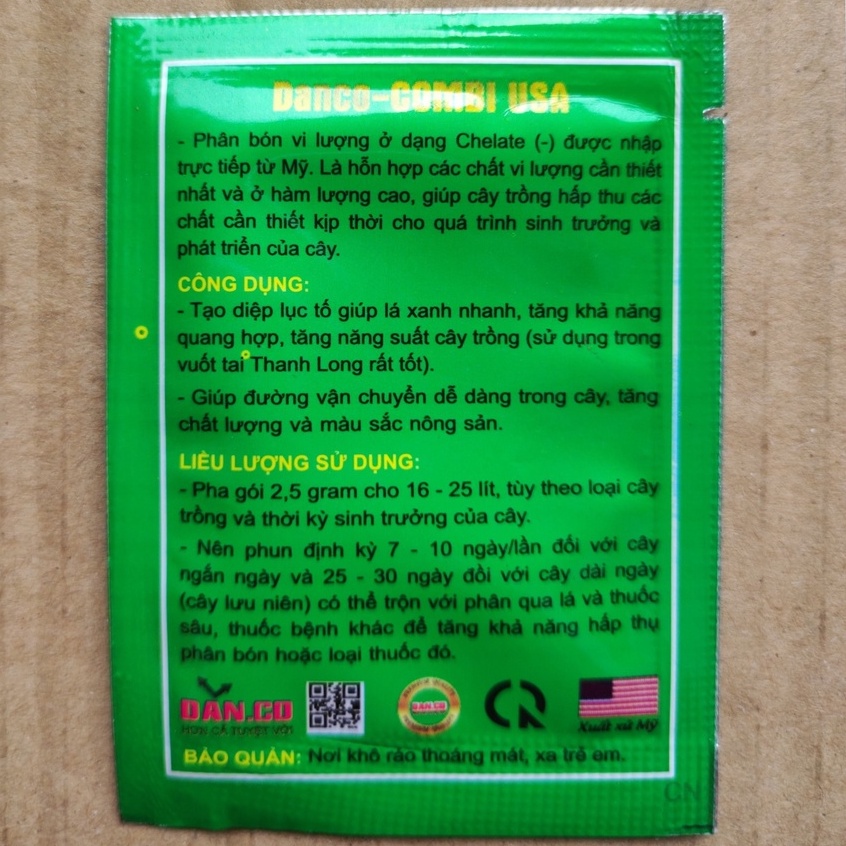 Danco-COMBI USA
- Phân bón vi lượng ở dạng Chelate (-) được nhập
trực tiếp từ Mỹ. Là hỗn hợp các chất vi lượng cần thiết
nhất và ở hàm lượng cao, giúp cây trồng hấp thu các
chất cần thiết kịp thời cho quá trình sinh trưởng và
phát triển của cây.
CÔNG DỤNG:
- Tạo diệp lục tố giúp lá xanh nhanh, tăng khả năng
quang hợp, tăng năng suất cây trồng (sử dụng trong
vuốt tai Thanh Long rất tốt).
- Giúp đường vận chuyển dễ dàng trong cây, tăng
chất lượng và màu sắc nông sản.
LIỀU LƯỢNG SỬ DỤNG:
- Pha gói 2,5 gram cho 16 - 25 lít, tùy theo loại cây
trồng và thời kỳ sinh trưởng của cây.
- Nên phun định kỳ 7 - 10 ngày/lần đối với cây
ngắn ngày và 25 - 30 ngày đối với cây dài ngày
(cây lưu niên) có thể trộn với phân qua lá và thuốc
sâu, thuốc bệnh khác để tăng khả năng hấp thụ
phân bón hoặc loại thuốc đó.
DAN.CO
HƠN CẢ TUYỆT VỜI
DAN.CO
CR
Xuất xứ Mỹ
BẢO QUẢN: Nơi khô ráo thoáng mát, xa trẻ em.
CN